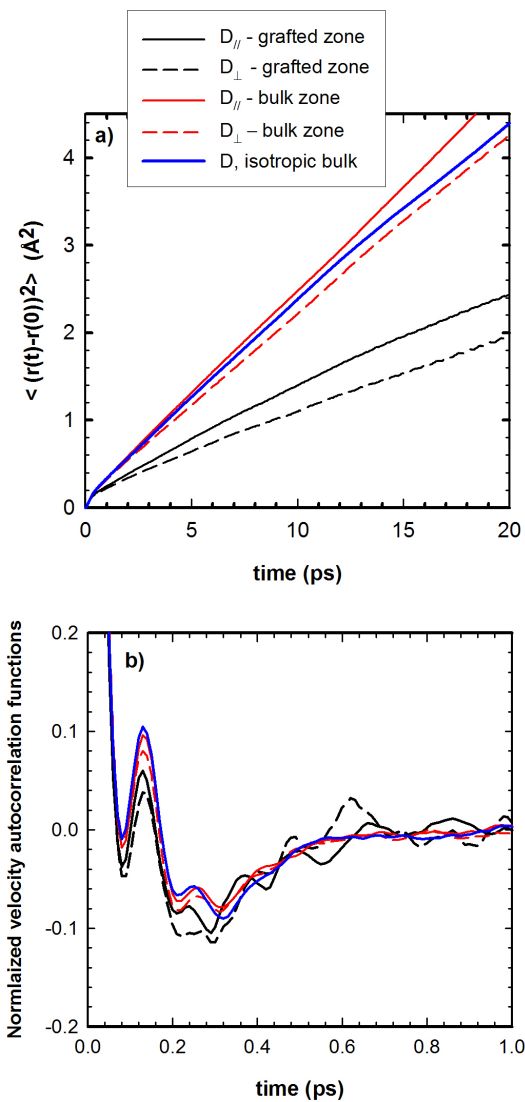 D// - grafted zone
D⊥ - grafted zone
D// - bulk zone
D⊥ – bulk zone
D, isotropic bulk
a)
< (r(t)-r(0))²> (Å²)
4
3
2
1
0
0 5 10 15 20
time (ps)
b)
Normlaized velocity autocorrelation functions
0.2
0.1
0.0
-0.1
-0.2
0.0 0.2 0.4 0.6 0.8 1.0
time (ps)